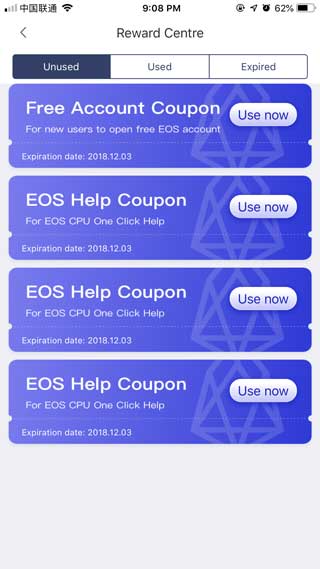 中国联通
9:08 PM
62%
Reward Centre
Unused
Used
Expired
Free Account Coupon
Use now
For new users to open free EOS account
Expiration date: 2018.12.03
EOS Help Coupon
Use now
For EOS CPU One Click Help
Expiration date: 2018.12.03
EOS Help Coupon
Use now
For EOS CPU One Click Help
Expiration date: 2018.12.03
EOS Help Coupon
Use now
For EOS CPU One Click Help
Expiration date: 2018.12.03